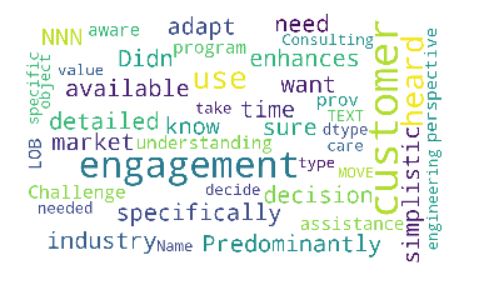 NNN aware adapt need
Didn program Consulting
enhances
specific object value available use want heard
customer
perspective
take time prov
detailed know sure TEXT
dtype
LOB market understanding care
simplistic
engineering
engagement type MOVE
Challenge decide decision
needed specifically assistance
industry Name Predominantly